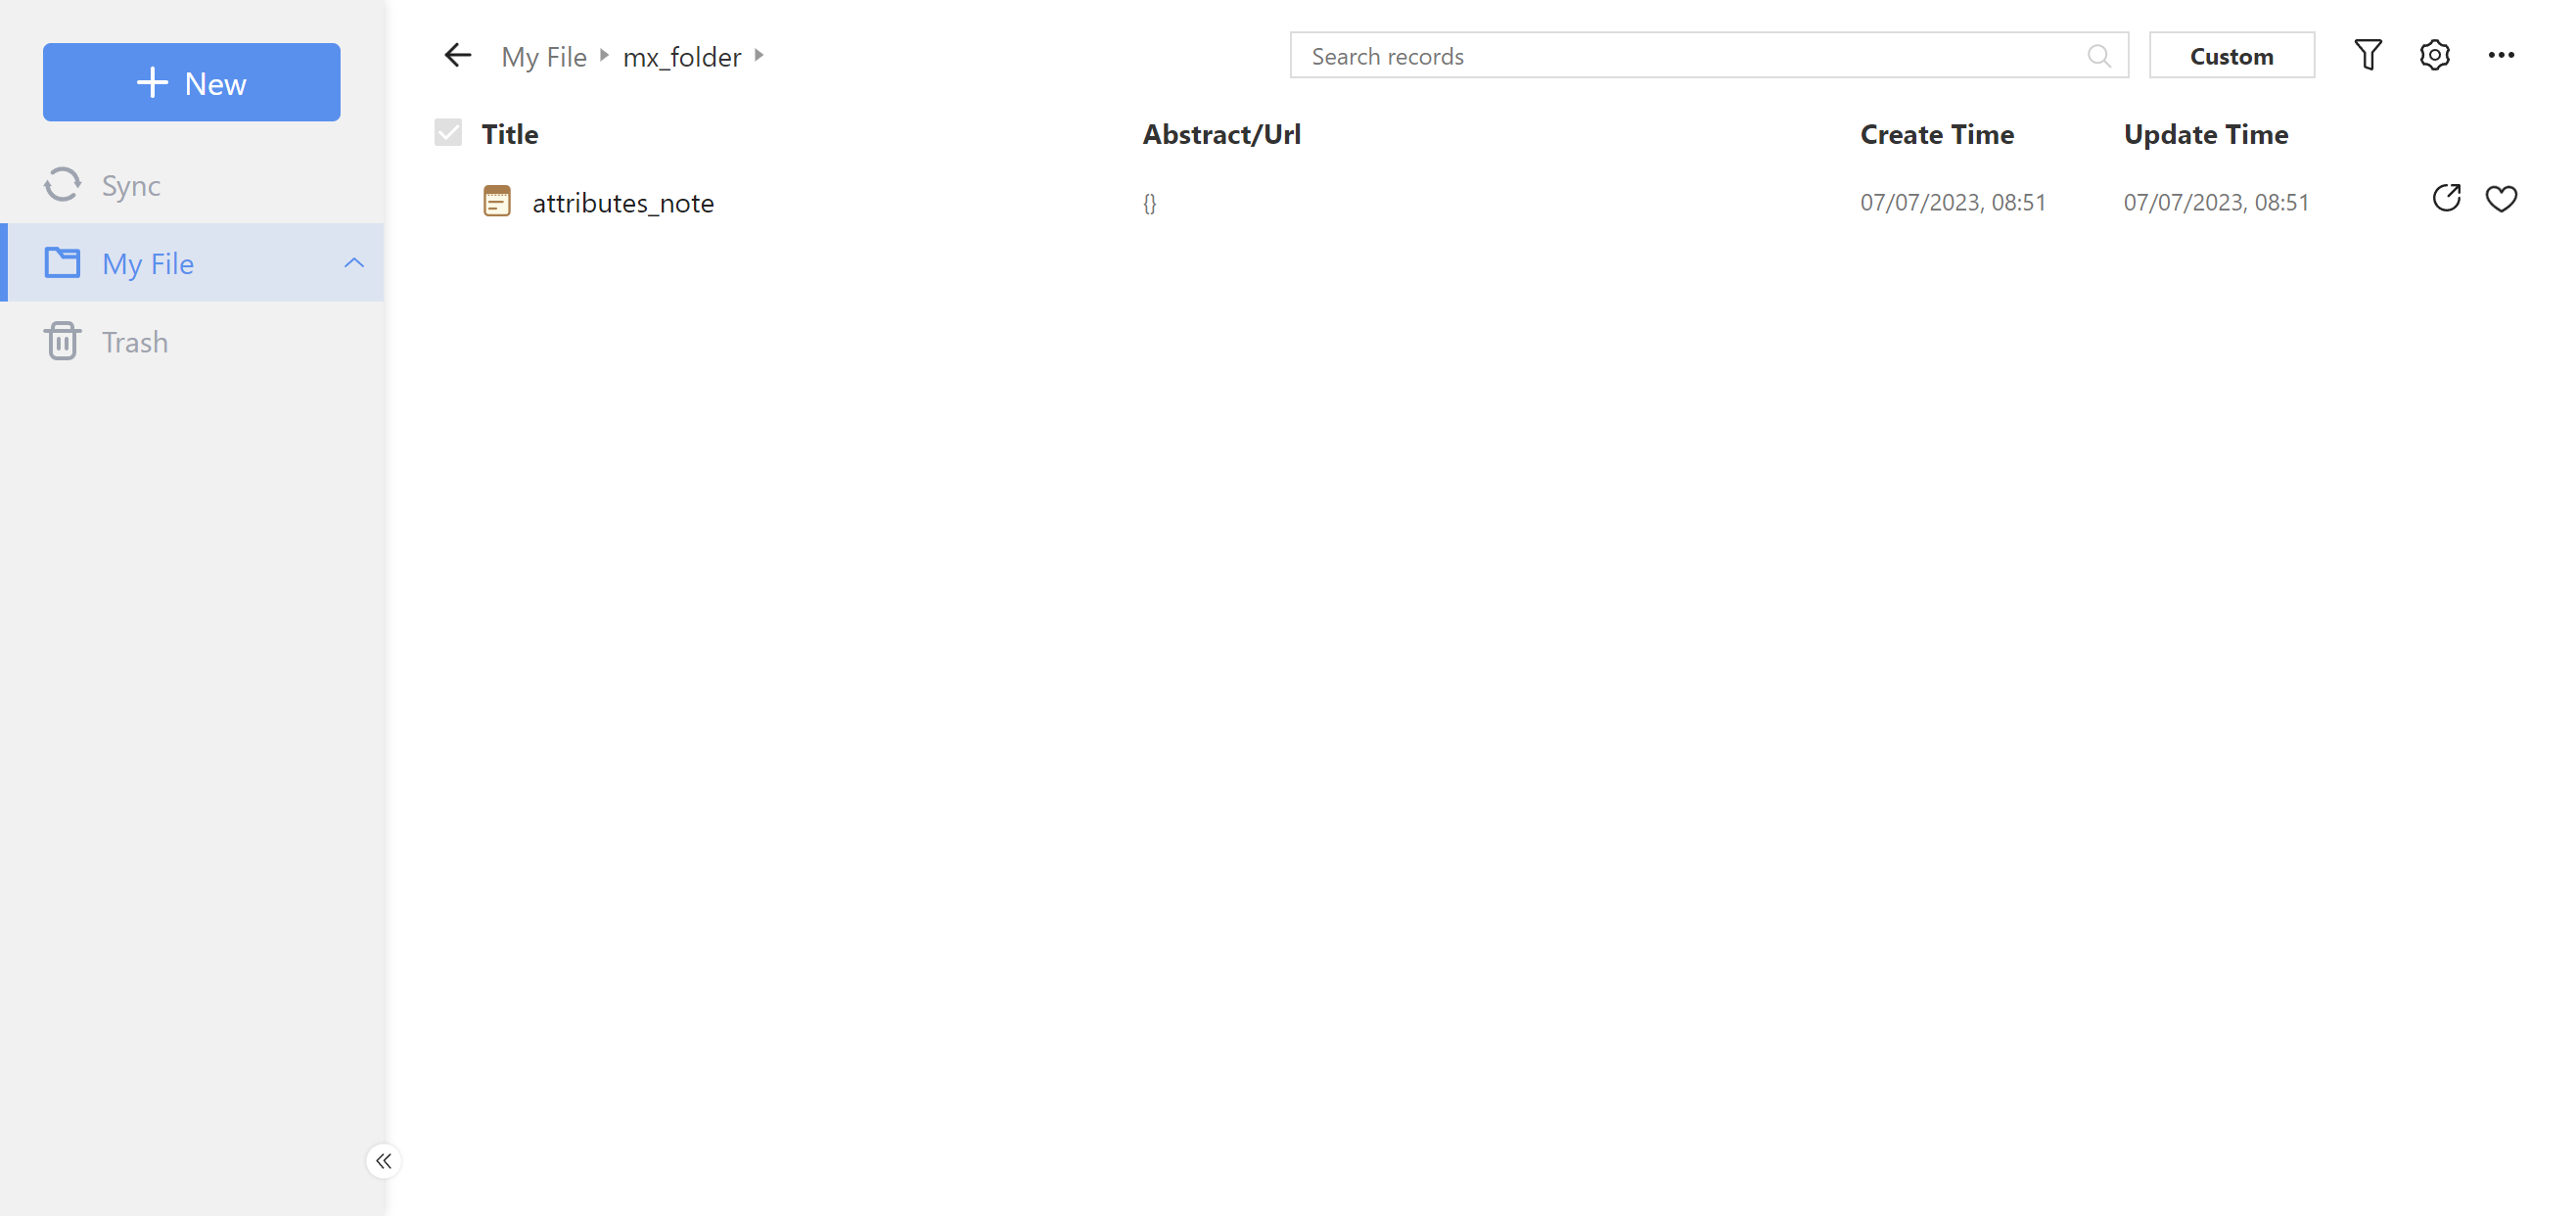 New
Sync
My File
Trash
My File mx_folder
Search records
Custom
Title Abstract/Url Create Time Update Time
attributes_note {} 07/07/2023, 08:51 07/07/2023, 08:51